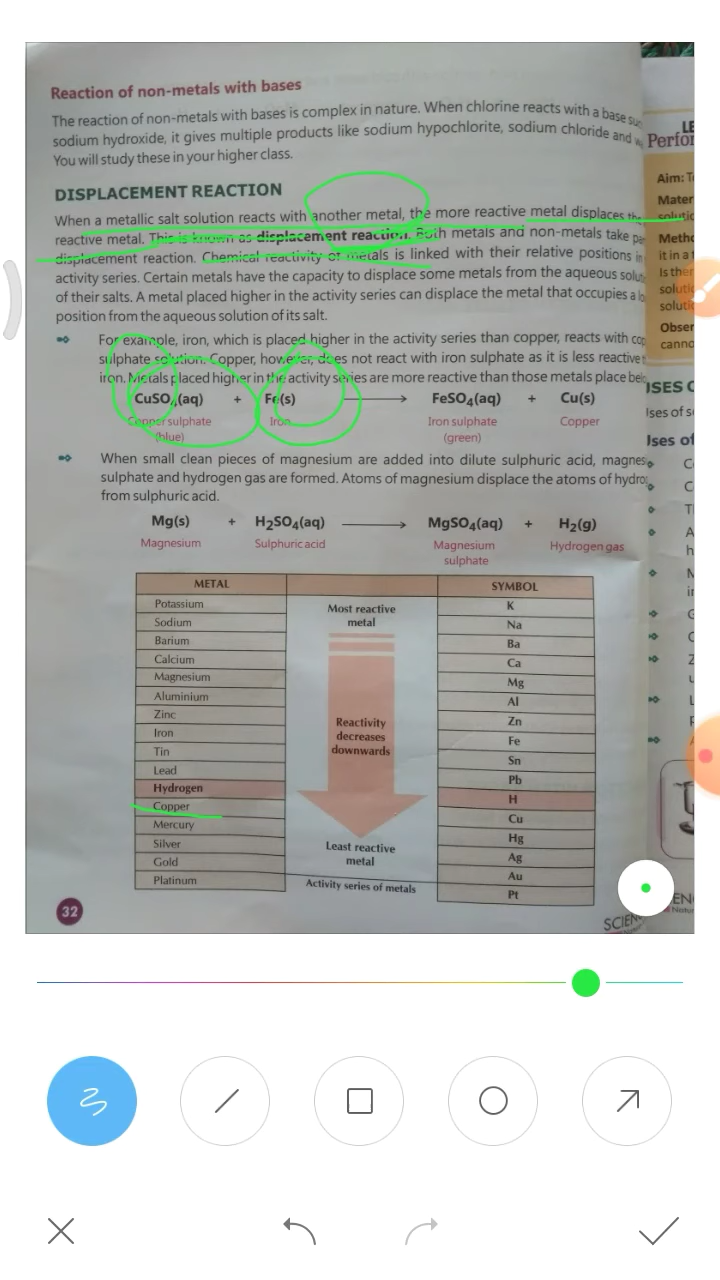 Reaction of non-metals with bases
The reaction of non-metals with bases is complex in nature. When chlorine reacts with a base
sodium hydroxide, it gives multiple products like sodium hypochlorite, sodium chloride and
You will study these in your higher class.
DISPLACEMENT REACTION
When a metallic salt solution reacts with another metal, the more reactive metal displaces the
reactive metal. This is known as displacement reaction. Both metals and non-metals take
displacement reaction. Chemical reactivity of metals is linked with their relative positions in
activity series. Certain metals have the capacity to displace some metals from the aqueous
of their salts. A metal placed higher in the activity series can displace the metal that occupies a
position from the aqueous solution of its salt.
For example, iron, which is placed higher in the activity series than copper, reacts with
sulphate solution. Copper, however, does not react with iron sulphate as it is less reactive
iron. Metals placed higher in the activity series are more reactive than those metals place
CuSO₄(aq) + Fe(s) → FeSO₄(aq) + Cu(s)
Copper sulphate Iron Iron sulphate Copper
(blue) (green)
When small clean pieces of magnesium are added into dilute sulphuric acid,
sulphate and hydrogen gas are formed. Atoms of magnesium displace the atoms of
from sulphuric acid.
Mg(s) + H₂SO₄(aq) → MgSO₄(aq) + H₂(g)
Magnesium Sulphuric acid Magnesium Hydrogen gas
sulphate
METAL SYMBOL
Potassium Most reactive K
Sodium metal Na
Barium Ba
Calcium Ca
Magnesium Mg
Aluminium Al
Zinc Reactivity Zn
Iron decreases Fe
Tin downwards Sn
Lead Pb
Hydrogen H
Copper Cu
Mercury Hg
Silver Least reactive Ag
Gold metal Au
Platinum Activity series of metals Pt
32
SCIEN
Perfor
Aim:
Mater
solutio
Metho
it in a t
Is ther
soluti
soluti
Obser
canno
USES
Uses of
Uses of